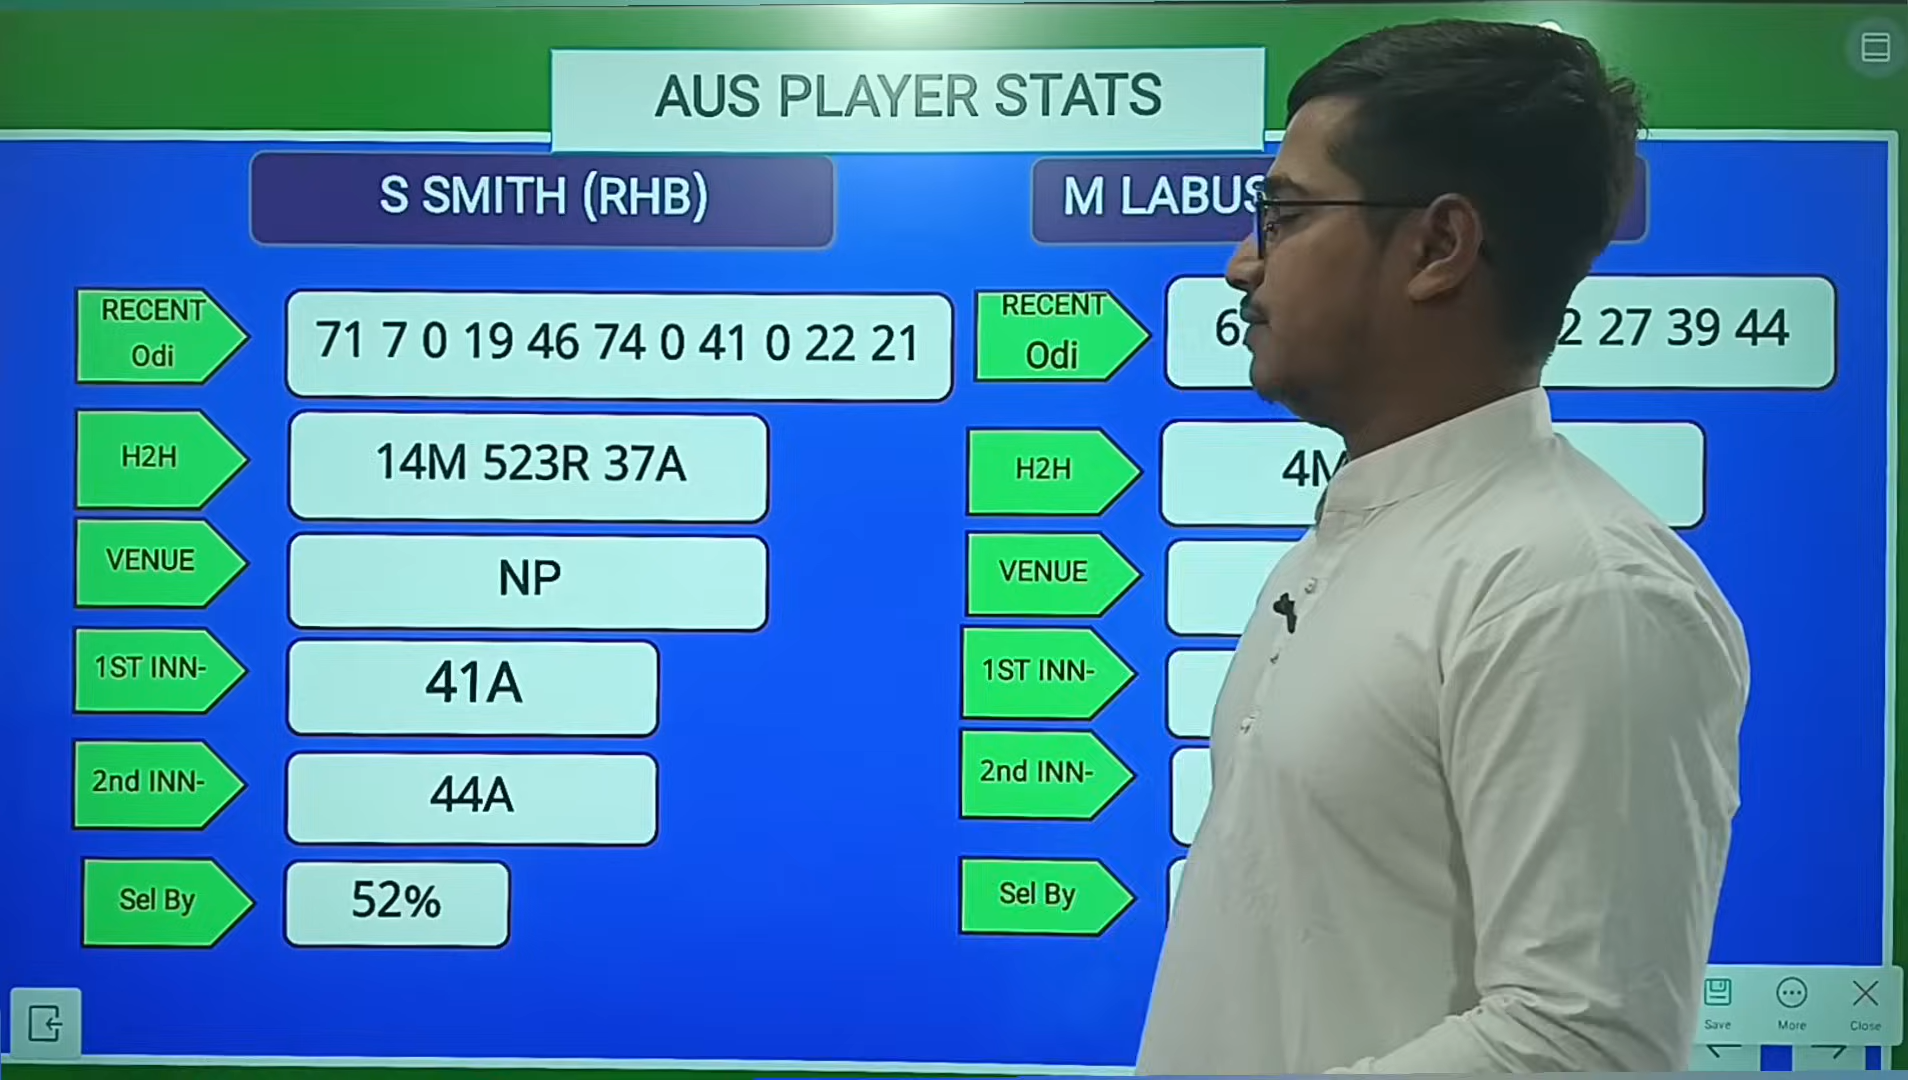 AUS PLAYER STATS
S SMITH (RHB)
RECENT
Odi
71 7 0 19 46 74 0 41 0 22 21
H2H
14M 523R 37A
VENUE
NP
1ST INN-
41A
2nd INN-
44A
Sel By
52%
M
RECENT
Odi
27 39 44
H2H
VENUE
1ST INN-
2nd INN-
Sel By
Save
More
Close